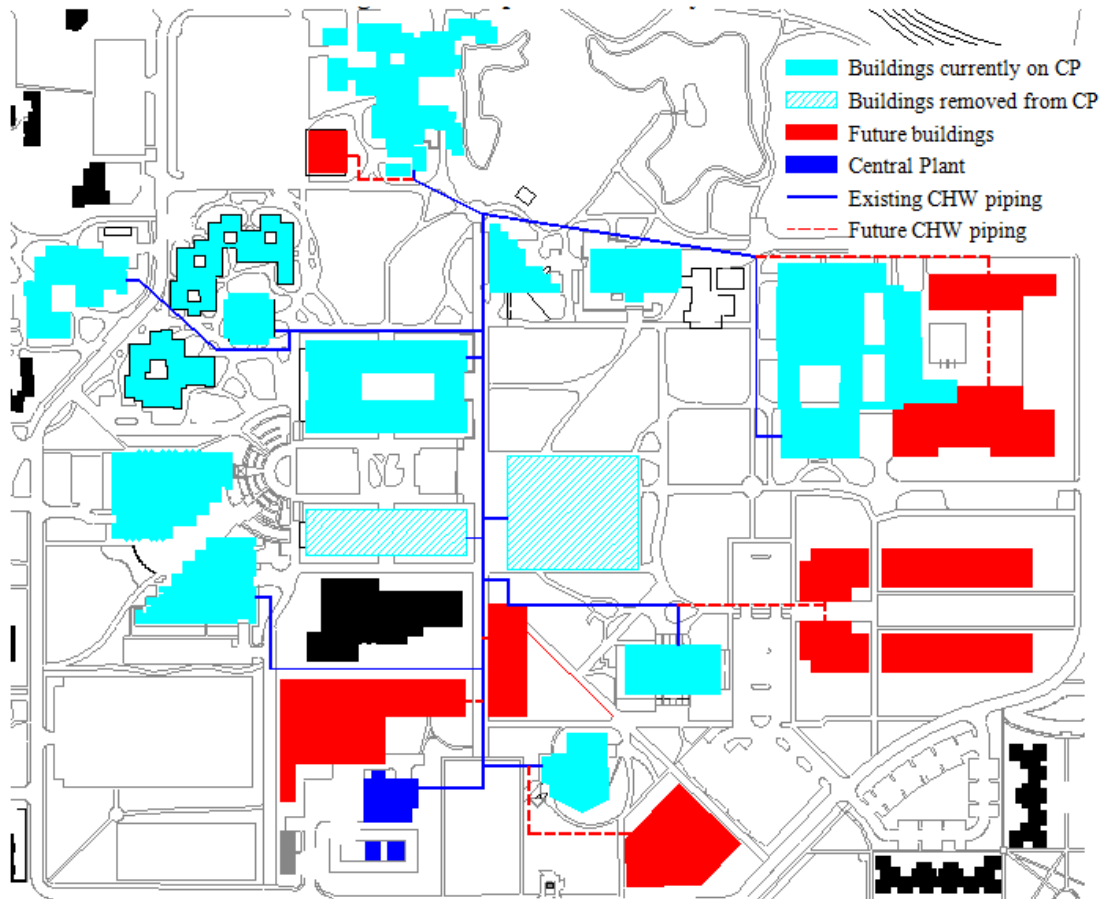 Buildings currently on CP
Buildings removed from CP
Future buildings
Central Plant
Existing CHW piping
Future CHW piping